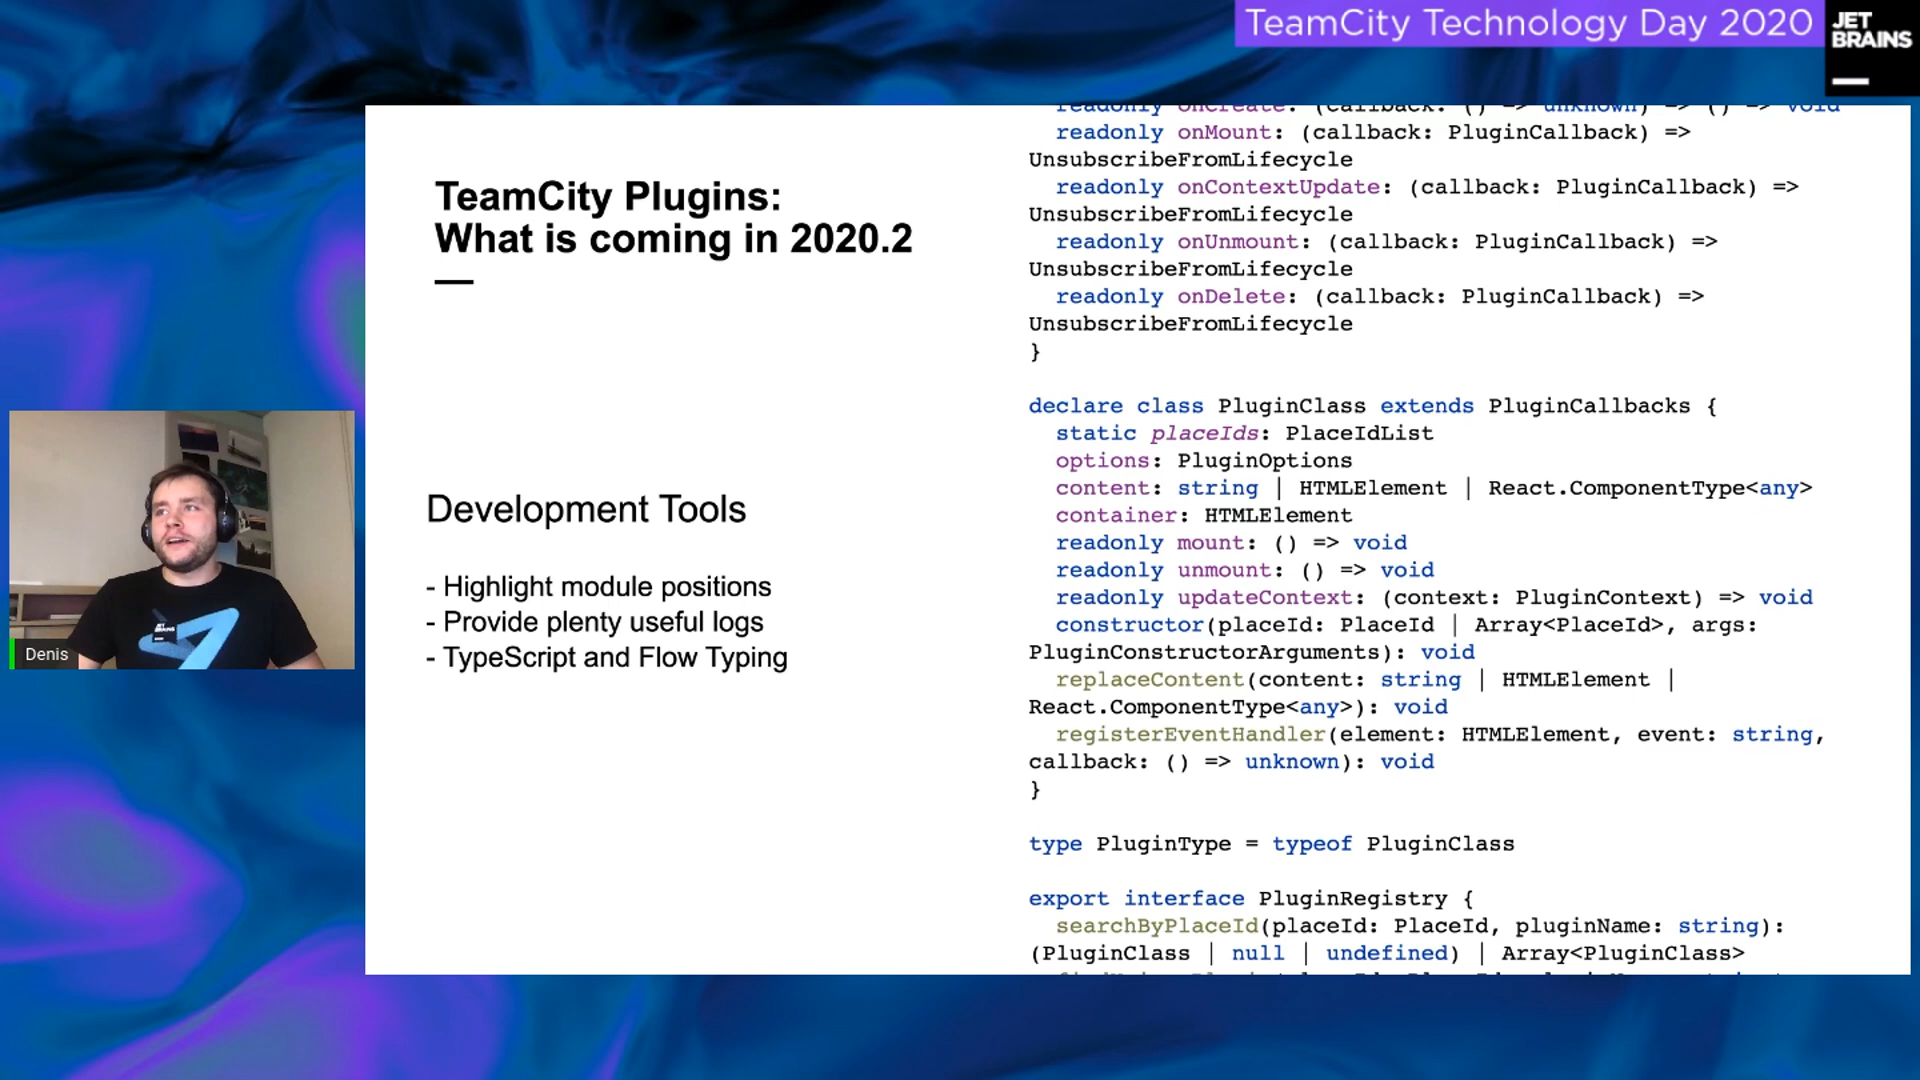 TeamCity Technology Day 2020
JET
BRAINS
TeamCity Plugins:
What is coming in 2020.2
Development Tools
- Highlight module positions
- Provide plenty useful logs
- TypeScript and Flow Typing
Denis
readonly onCreate: (callback: () => unknown) => () => void
readonly onMount: (callback: PluginCallback) =>
UnsubscribeFromLifecycle
readonly onContextUpdate: (callback: PluginCallback) =>
UnsubscribeFromLifecycle
readonly onUnmount: (callback: PluginCallback) =>
UnsubscribeFromLifecycle
readonly onDelete: (callback: PluginCallback) =>
UnsubscribeFromLifecycle
}
declare class PluginClass extends PluginCallbacks {
static placeIds: PlaceIdList
options: PluginOptions
content: string | HTMLElement | React.ComponentType<any>
container: HTMLElement
readonly mount: () => void
readonly unmount: () => void
readonly updateContext: (context: PluginContext) => void
constructor(placeId: PlaceId | Array<PlaceId>, args:
PluginConstructorArguments): void
replaceContent(content: string | HTMLElement |
React.ComponentType<any>): void
registerEventHandler(element: HTMLElement, event: string,
callback: () => unknown): void
}
type PluginType = typeof PluginClass
export interface PluginRegistry {
searchByPlaceId(placeId: PlaceId, pluginName: string):
(PluginClass | null | undefined) | Array<PluginClass>